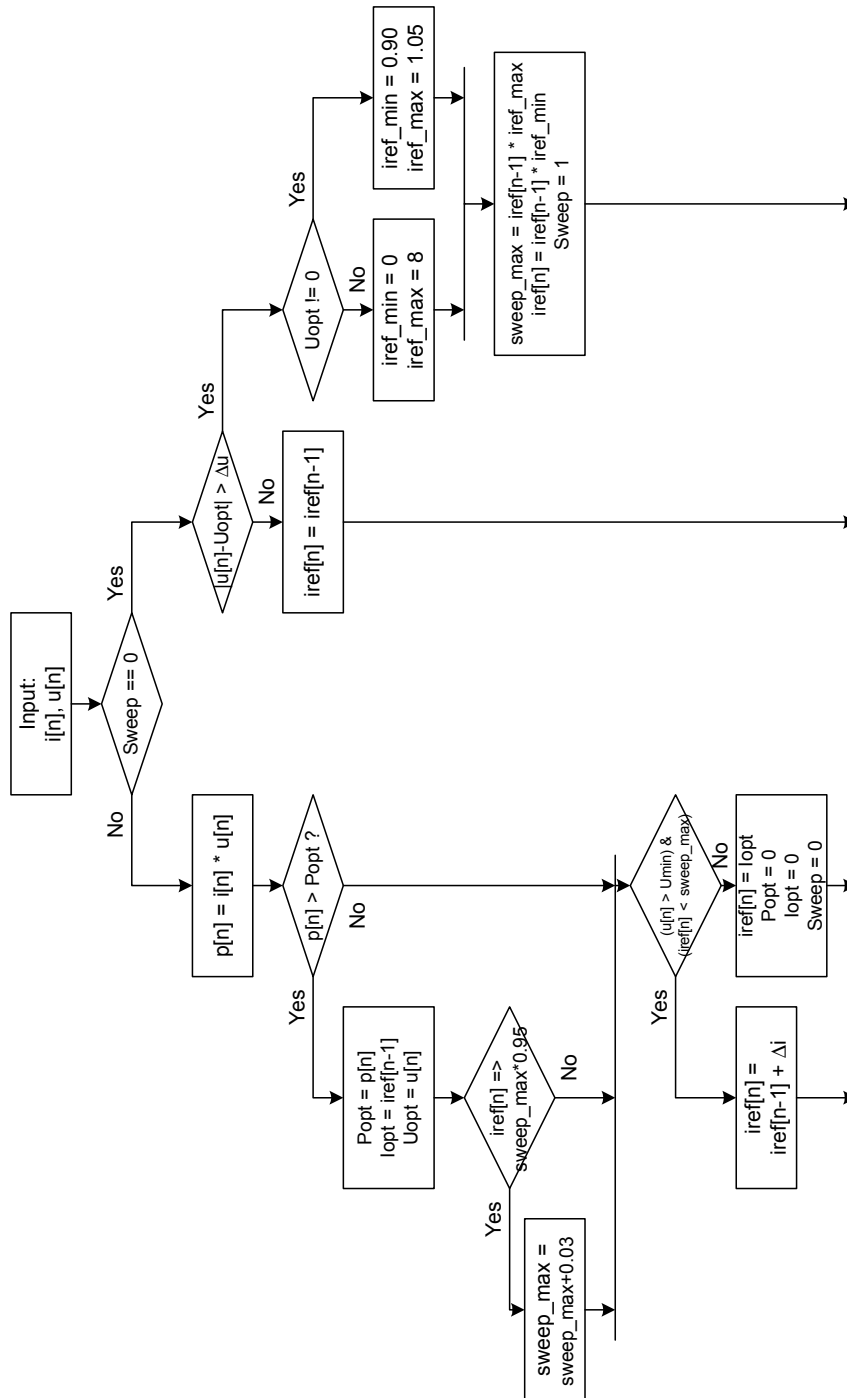 Input:
i[n], u[n]
Sweep == 0
No
Yes
p[n] = i[n] * u[n]
p[n] > Popt ?
Yes
No
Popt = p[n]
Iopt = iref[n-1]
Uopt = u[n]
iref[n] =>
sweep_max*0.95
Yes
No
sweep_max =
sweep_max+0.03
(u[n] > Umin) &
(iref[n] < sweep_max)
Yes
No
iref[n] =
iref[n-1] + Δi
iref[n] = Iopt
Popt = 0
Iopt = 0
Sweep = 0
|u[n]-Uopt| > Δu
Yes
No
iref[n] = iref[n-1]
Uopt != 0
Yes
No
iref_min = 0
iref_max = 8
iref_min = 0.90
iref_max = 1.05
sweep_max = iref[n-1] * iref_max
iref[n] = iref[n-1] * iref_min
Sweep = 1